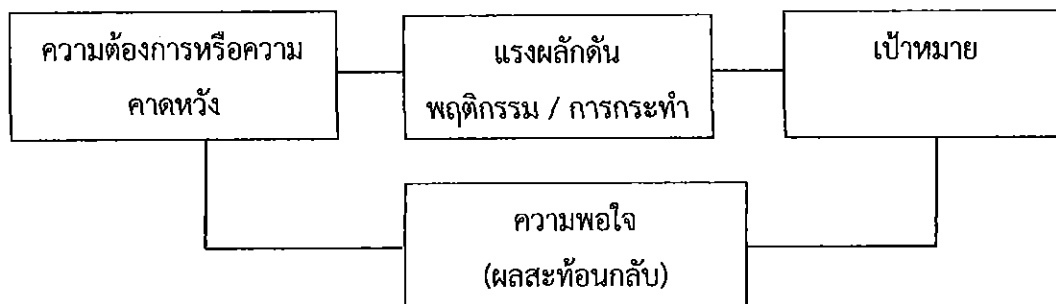 ความต้องการหรือความ
คาดหวัง
แรงผลักดัน
พฤติกรรม / การกระทำ
เป้าหมาย
ความพอใจ
(ผลสะท้อนกลับ)